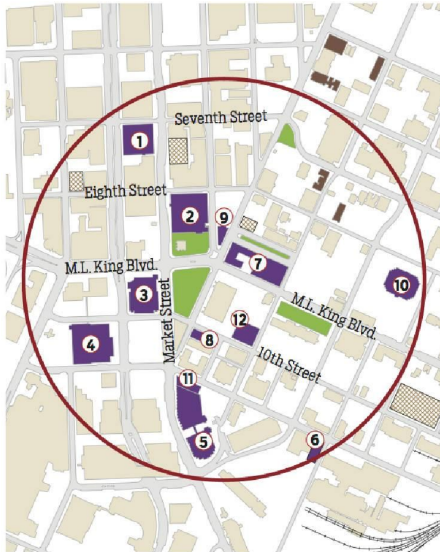 Seventh Street
1
Eighth Street
2
9
M.L. King Blvd.
7
10
3
Market Street
M.L. King Blvd.
12
8
4
10th Street
11
5
6